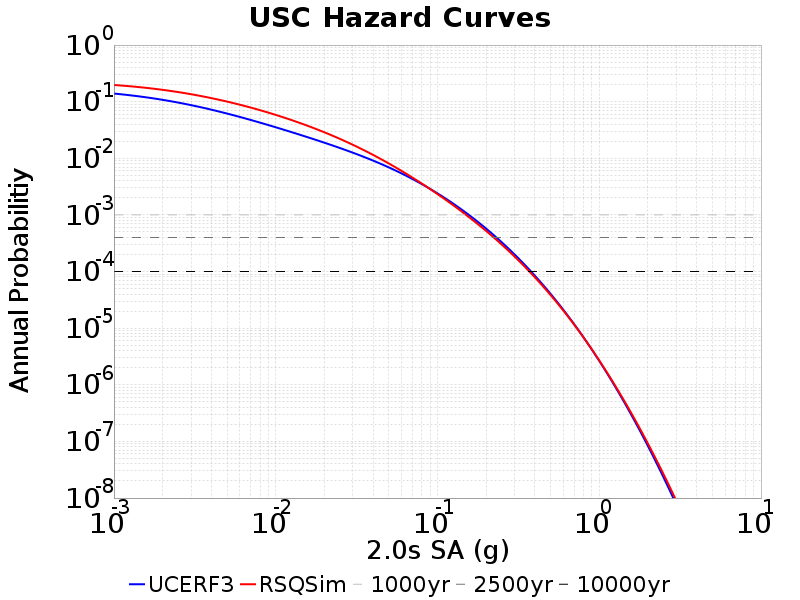 USC Hazard Curves
Annual Probabilitiy
10^0
10^-1
10^-2
10^-3
10^-4
10^-5
10^-6
10^-7
10^-8
10^-3 10^-2 10^-1 10^0 10^1
2.0s SA (g)
UCERF3 RSQSim 1000yr 2500yr 10000yr